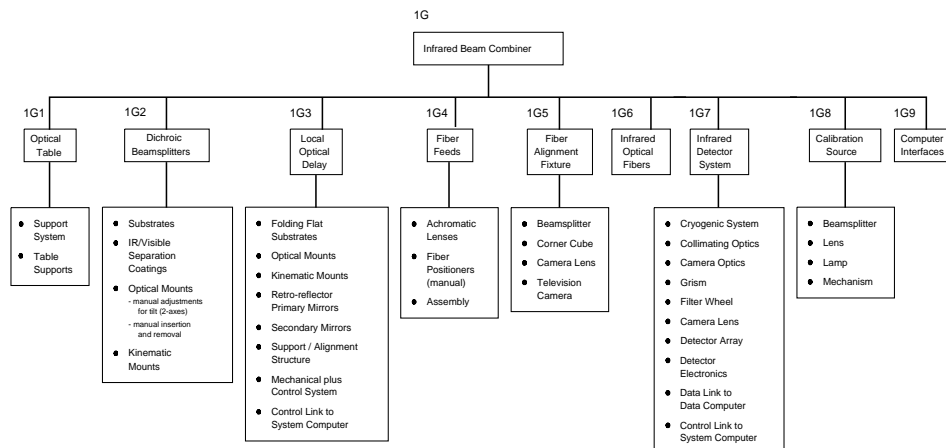 1G
Infrared Beam Combiner
1G1
Optical
Table
Support
System
Table
Supports
1G2
Dichroic
Beamsplitters
Substrates
IR/Visible
Separation
Coatings
Optical Mounts
- manual adjustments
for tilt (2-axes)
- manual insertion
and removal
Kinematic
Mounts
1G3
Local
Optical
Delay
Folding Flat
Substrates
Optical Mounts
Kinematic Mounts
Retro-reflector
Primary Mirrors
Secondary Mirrors
Support / Alignment
Structure
Mechanical plus
Control System
Control Link to
System Computer
1G4
Fiber
Feeds
Achromatic
Lenses
Fiber
Positioners
(manual)
Assembly
1G5
Fiber
Alignment
Fixture
Beamsplitter
Corner Cube
Camera Lens
Television
Camera
1G6
Infrared
Optical
Fibers
1G7
Infrared
Detector
System
Cryogenic System
Collimating Optics
Camera Optics
Grism
Filter Wheel
Camera Lens
Detector Array
Detector
Electronics
Data Link to
Data Computer
Control Link to
System Computer
1G8
Calibration
Source
Beamsplitter
Lens
Lamp
Mechanism
1G9
Computer
Interfaces